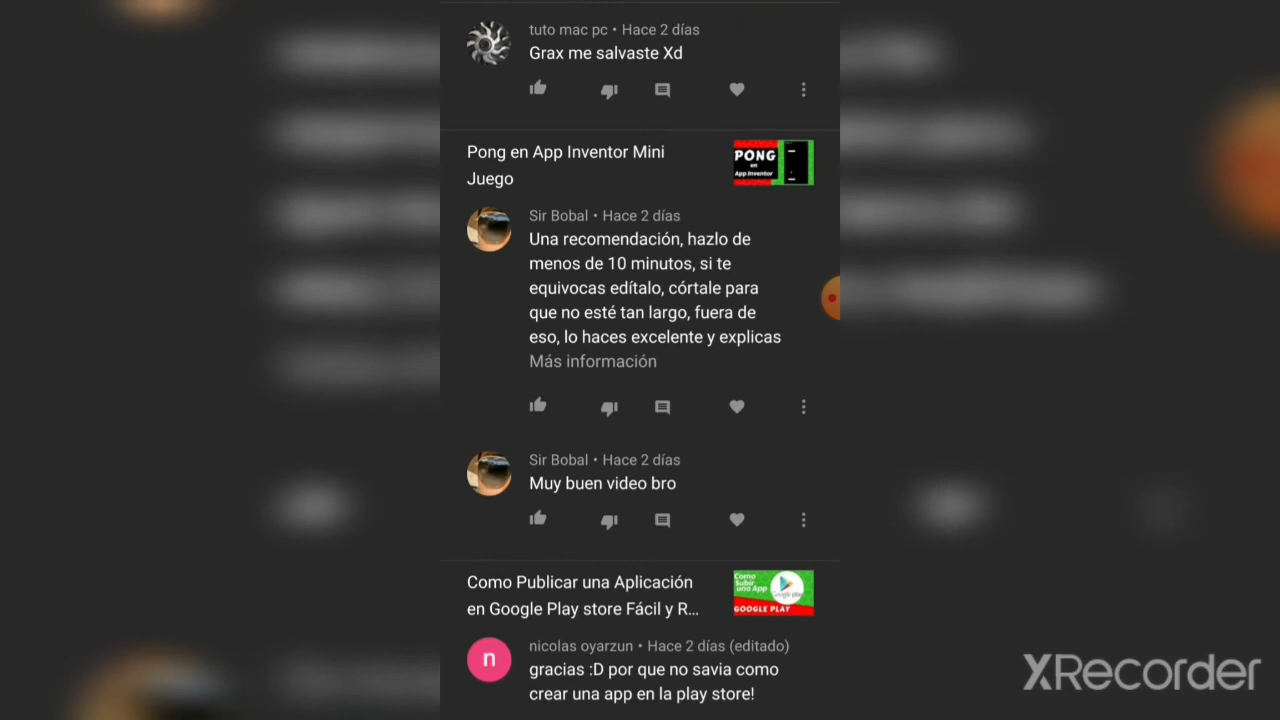 tuto mac pc • Hace 2 días
Grax me salvaste Xd
Pong en App Inventor Mini
Juego
PONG
en
App Inventor
Sir Bobal • Hace 2 días
Una recomendación, hazlo de
menos de 10 minutos, si te
equivocas edítalo, córtale para
que no esté tan largo, fuera de
eso, lo haces excelente y explicas
Más información
Sir Bobal • Hace 2 días
Muy buen video bro
Como Publicar una Aplicación
en Google Play store Fácil y R...
Como
Subir
una App
Google play
GOOGLE PLAY
n
nicolas oyarzun • Hace 2 días (editado)
gracias :D por que no savia como
crear una app en la play store!
XRecorder